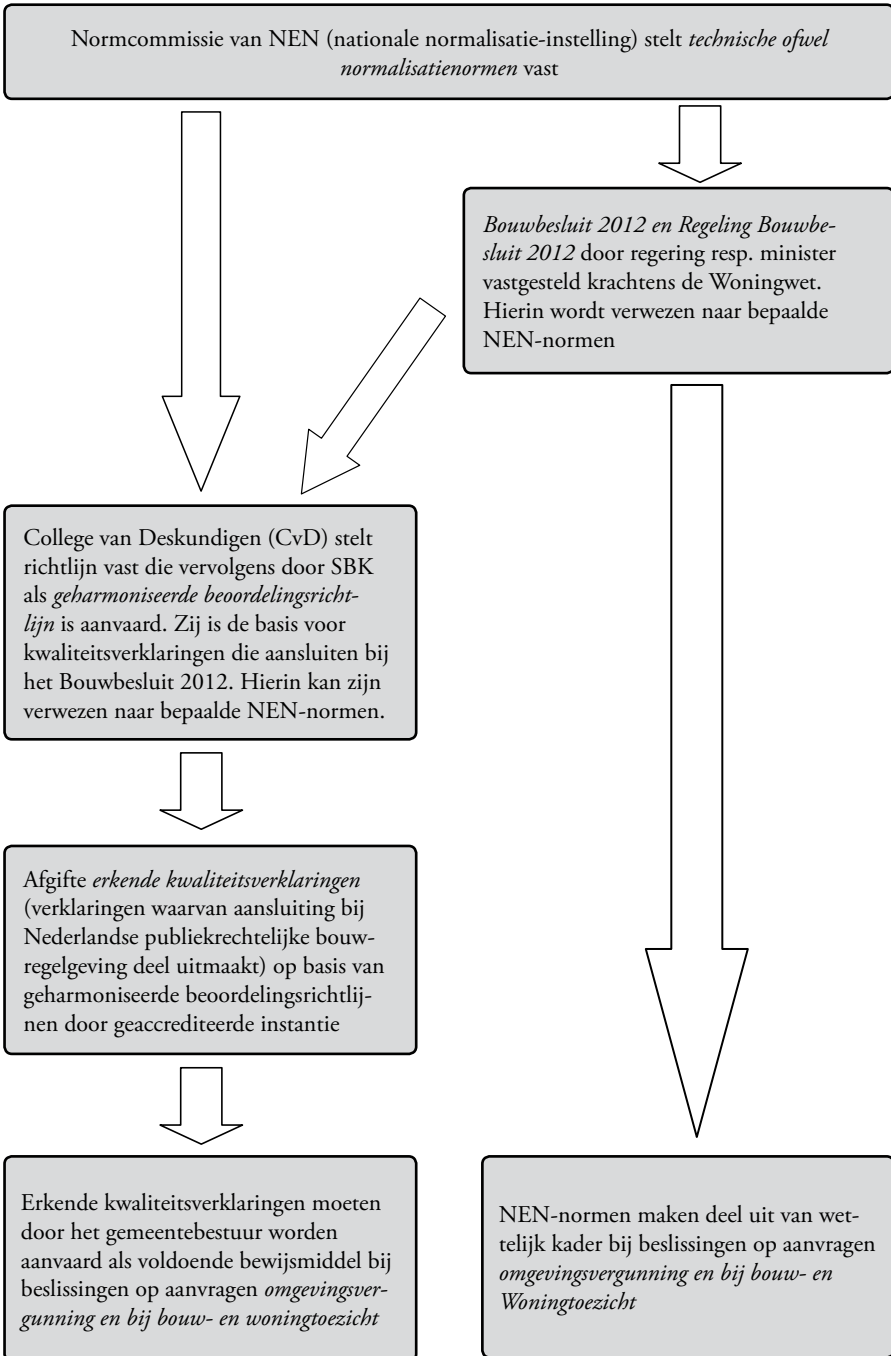 Normcommissie van NEN (nationale normalisatie-instelling) stelt technische ofwel
normalisatienormen vast
Bouwbesluit 2012 en Regeling Bouwbe-
sluit 2012 door regering resp. minister
vastgesteld krachtens de Woningwet.
Hierin wordt verwezen naar bepaalde
NEN-normen
College van Deskundigen (CvD) stelt
richtlijn vast die vervolgens door SBK
als geharmoniseerde beoordelingsricht-
lijn is aanvaard. Zij is de basis voor
kwaliteitsverklaringen die aansluiten bij
het Bouwbesluit 2012. Hierin kan zijn
verwezen naar bepaalde NEN-normen.
Afgifte erkende kwaliteitsverklaringen
(verklaringen waarvan aansluiting bij
Nederlandse publiekrechtelijke bouw-
regelgeving deel uitmaakt) op basis van
geharmoniseerde beoordelingsrichtlij-
nen door geaccrediteerde instantie
Erkende kwaliteitsverklaringen moeten
door het gemeentebestuur worden
aanvaard als voldoende bewijsmiddel bij
beslissingen op aanvragen omgevingsver-
gunning en bij bouw- en woningtoezicht
NEN-normen maken deel uit van wet-
telijk kader bij beslissingen op aanvragen
omgevingsvergunning en bij bouw- en
Woningtoezicht